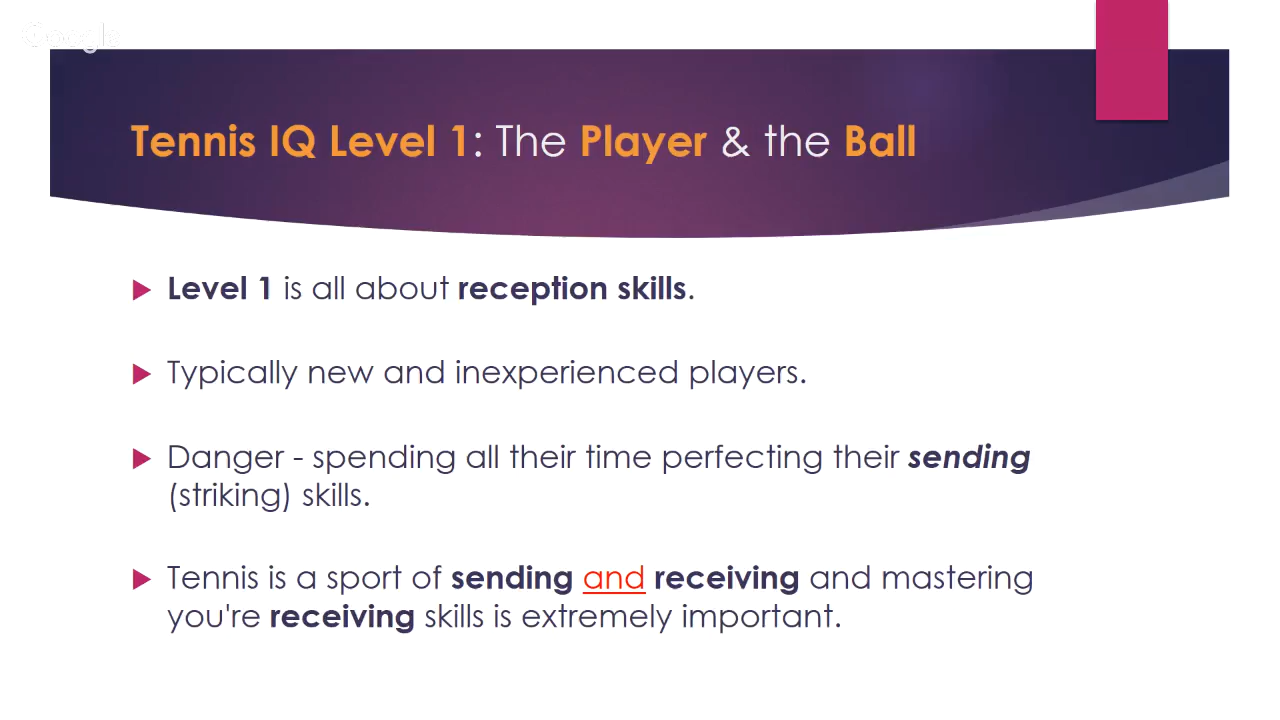 Google
Tennis IQ Level 1: The Player & the Ball
Level 1 is all about reception skills.
Typically new and inexperienced players.
Danger - spending all their time perfecting their sending
(striking) skills.
Tennis is a sport of sending and receiving and mastering
you're receiving skills is extremely important.